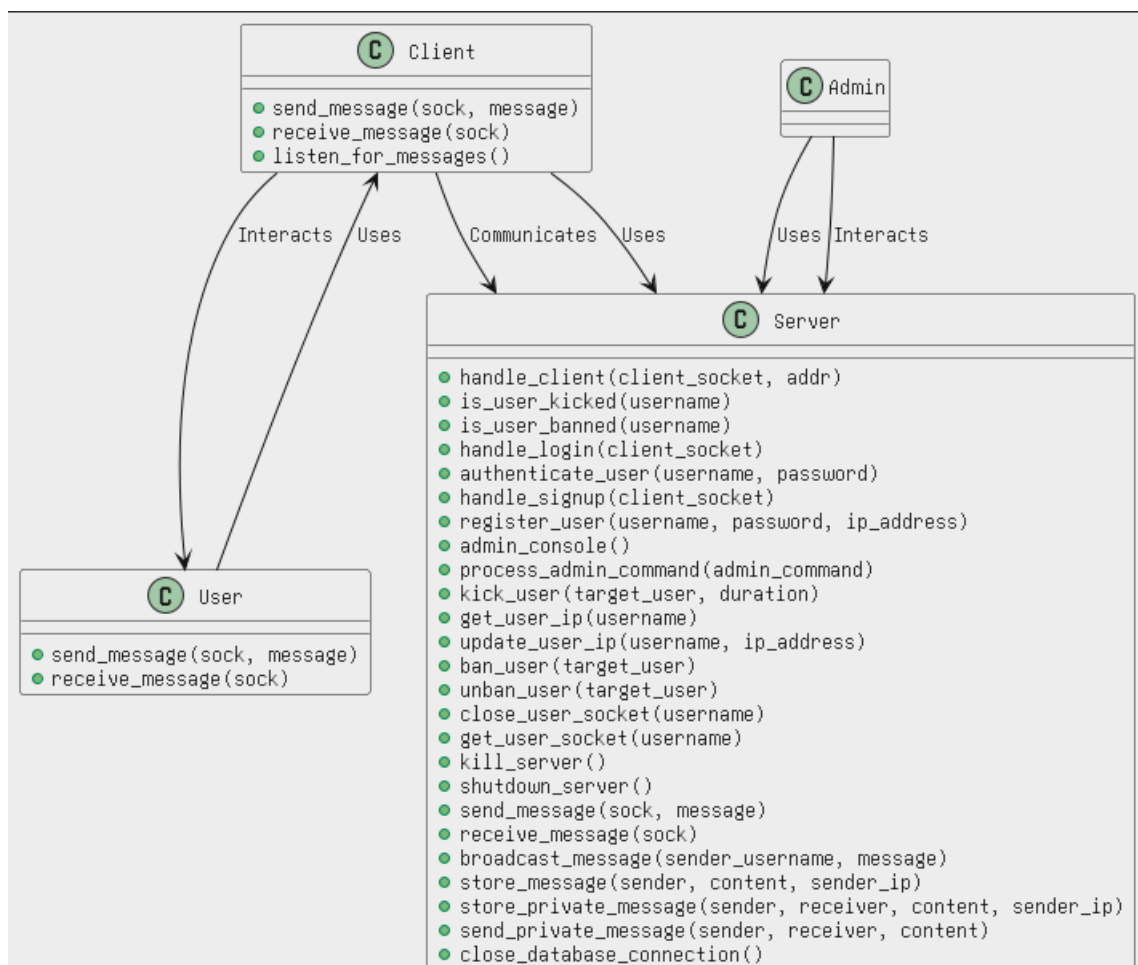 C Client
send_message(sock, message)
receive_message(sock)
listen_for_messages()
C Admin
Interacts
Uses
Communicates
Uses
Uses
Interacts
C Server
handle_client(client_socket, addr)
is_user_kicked(username)
is_user_banned(username)
handle_login(client_socket)
authenticate_user(username, password)
handle_signup(client_socket)
register_user(username, password, ip_address)
admin_console()
process_admin_command(admin_command)
kick_user(target_user, duration)
get_user_ip(username)
update_user_ip(username, ip_address)
ban_user(target_user)
unban_user(target_user)
close_user_socket(username)
get_user_socket(username)
kill_server()
shutdown_server()
send_message(sock, message)
receive_message(sock)
broadcast_message(sender_username, message)
store_message(sender, content, sender_ip)
store_private_message(sender, receiver, content, sender_ip)
send_private_message(sender, receiver, content)
close_database_connection()
C User
send_message(sock, message)
receive_message(sock)